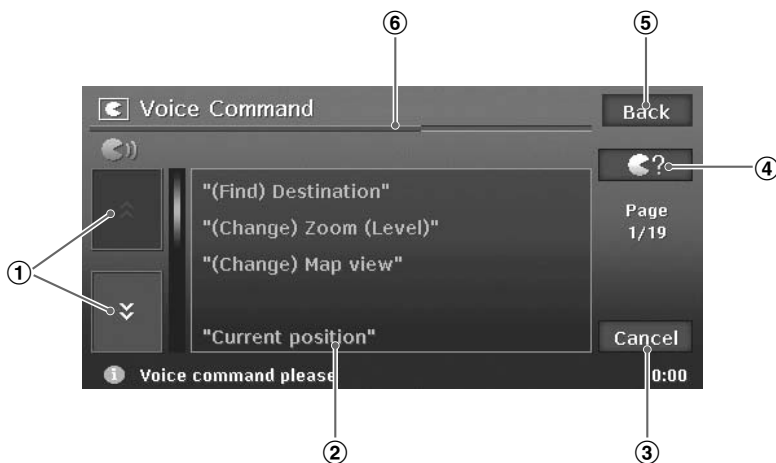 ⑥
⑤
Voice Command
Back
④
"(Find) Destination"
"(Change) Zoom (Level)"
"(Change) Map view"
"Current position"
?
Page
1/19
①
Cancel
Voice command please
0:00
②
③